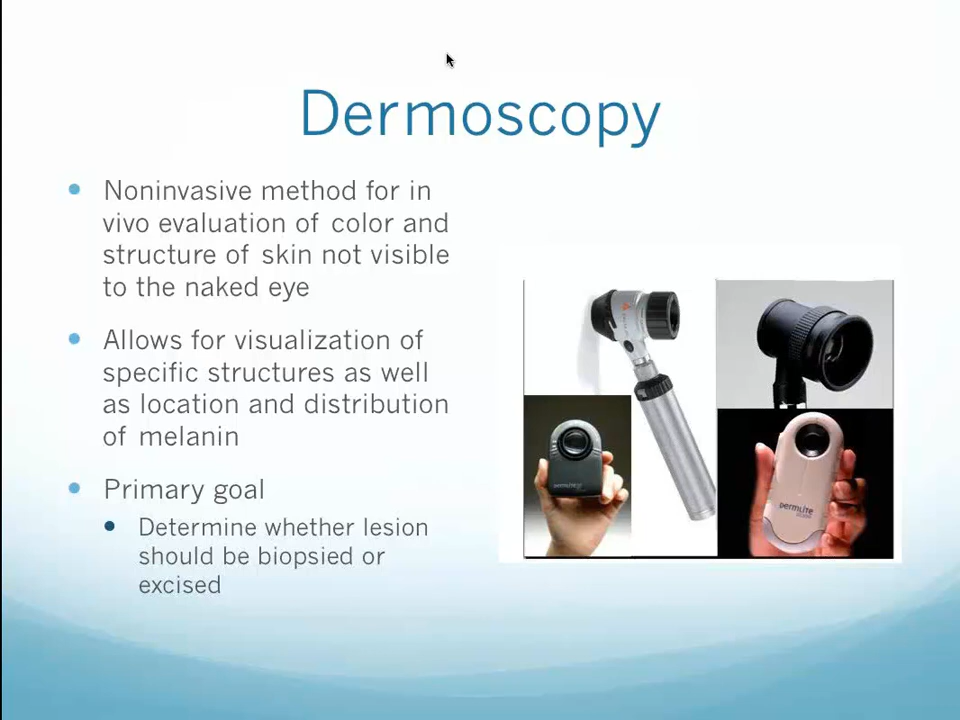 Dermoscopy
Noninvasive method for in
vivo evaluation of color and
structure of skin not visible
to the naked eye
Allows for visualization of
specific structures as well
as location and distribution
of melanin
Primary goal
Determine whether lesion
should be biopsied or
excised
DermLite